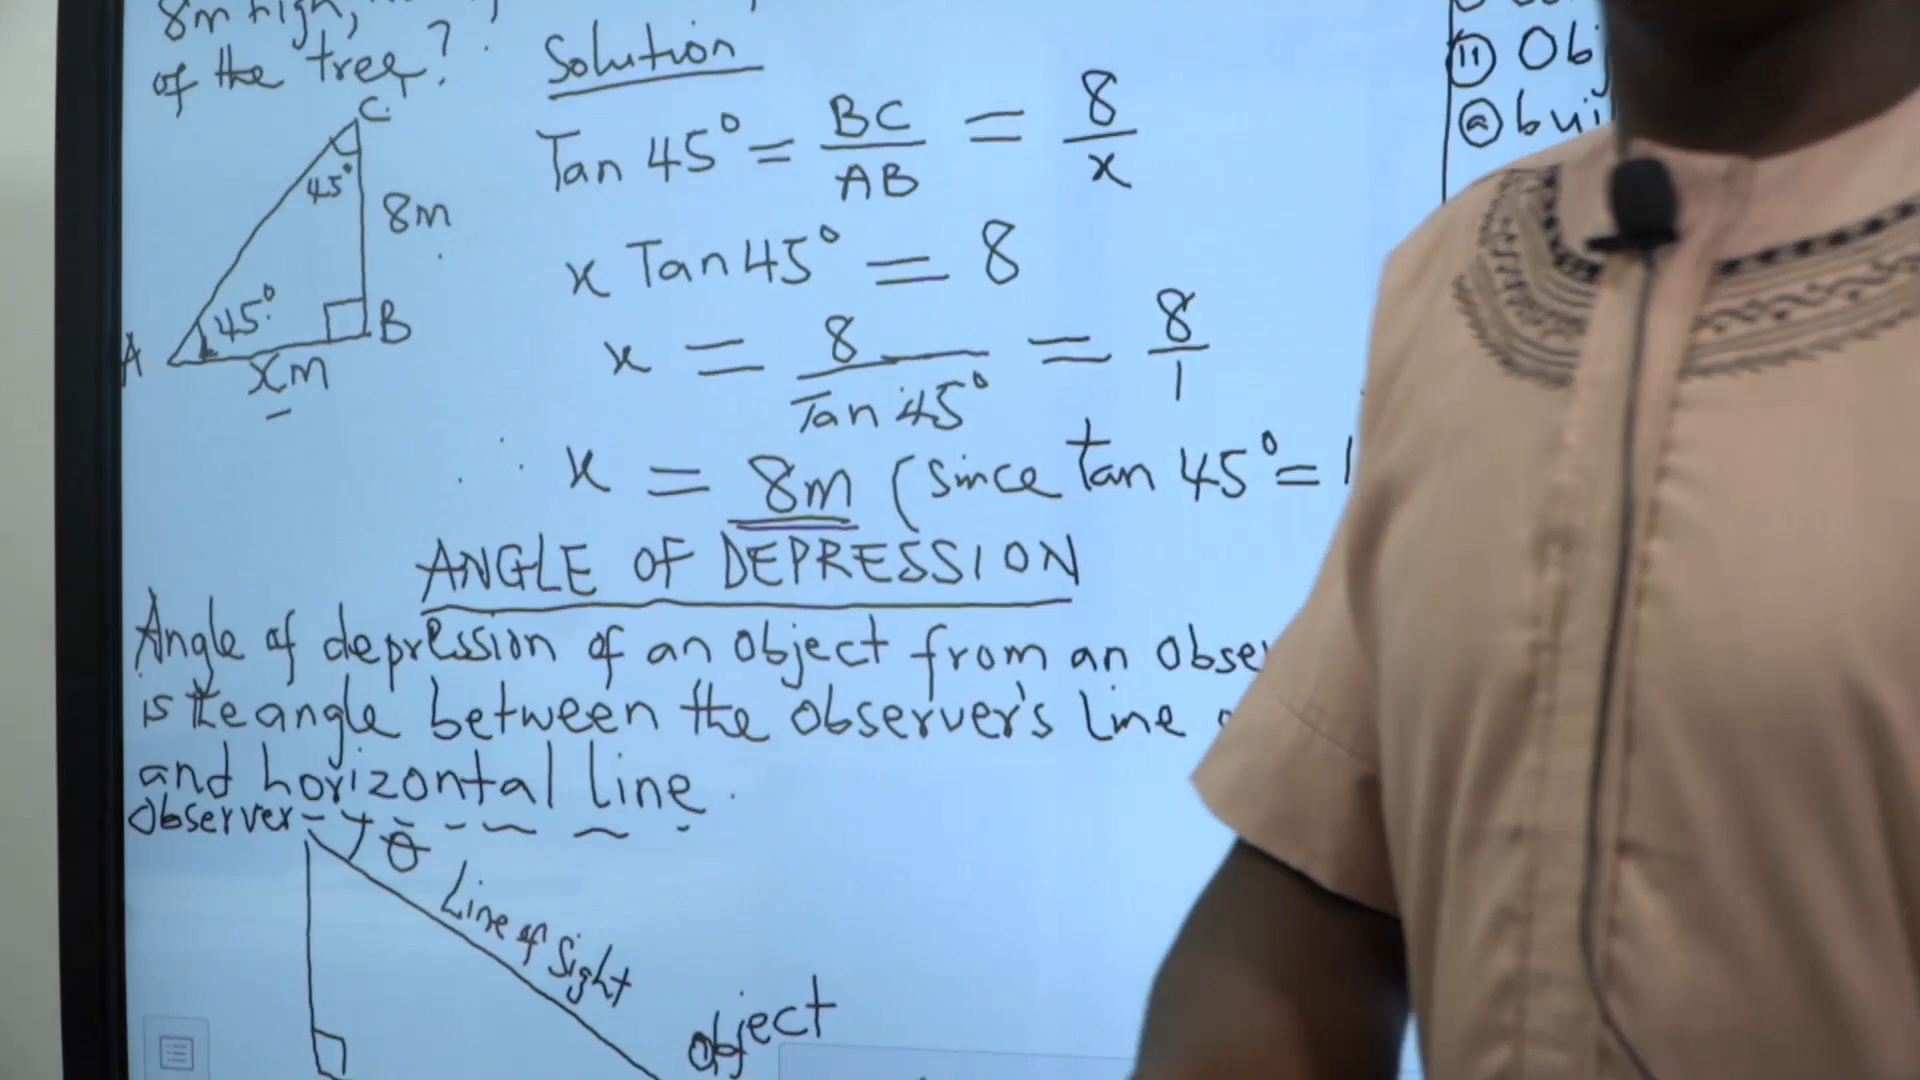 8m high,
of the tree?
Solution
C
45°
8m
45°
A
B
xm
Tan 45° = BC/AB = 8/x
x Tan 45° = 8
x = 8/Tan 45° = 8/1
x = 8m (since tan 45° = 1
ANGLE OF DEPRESSION
Angle of depression of an object from an obser
is the angle between the observer's line
and horizontal line.
Observer
θ
Line of Sight
object
(ii) Obj
(a) bui